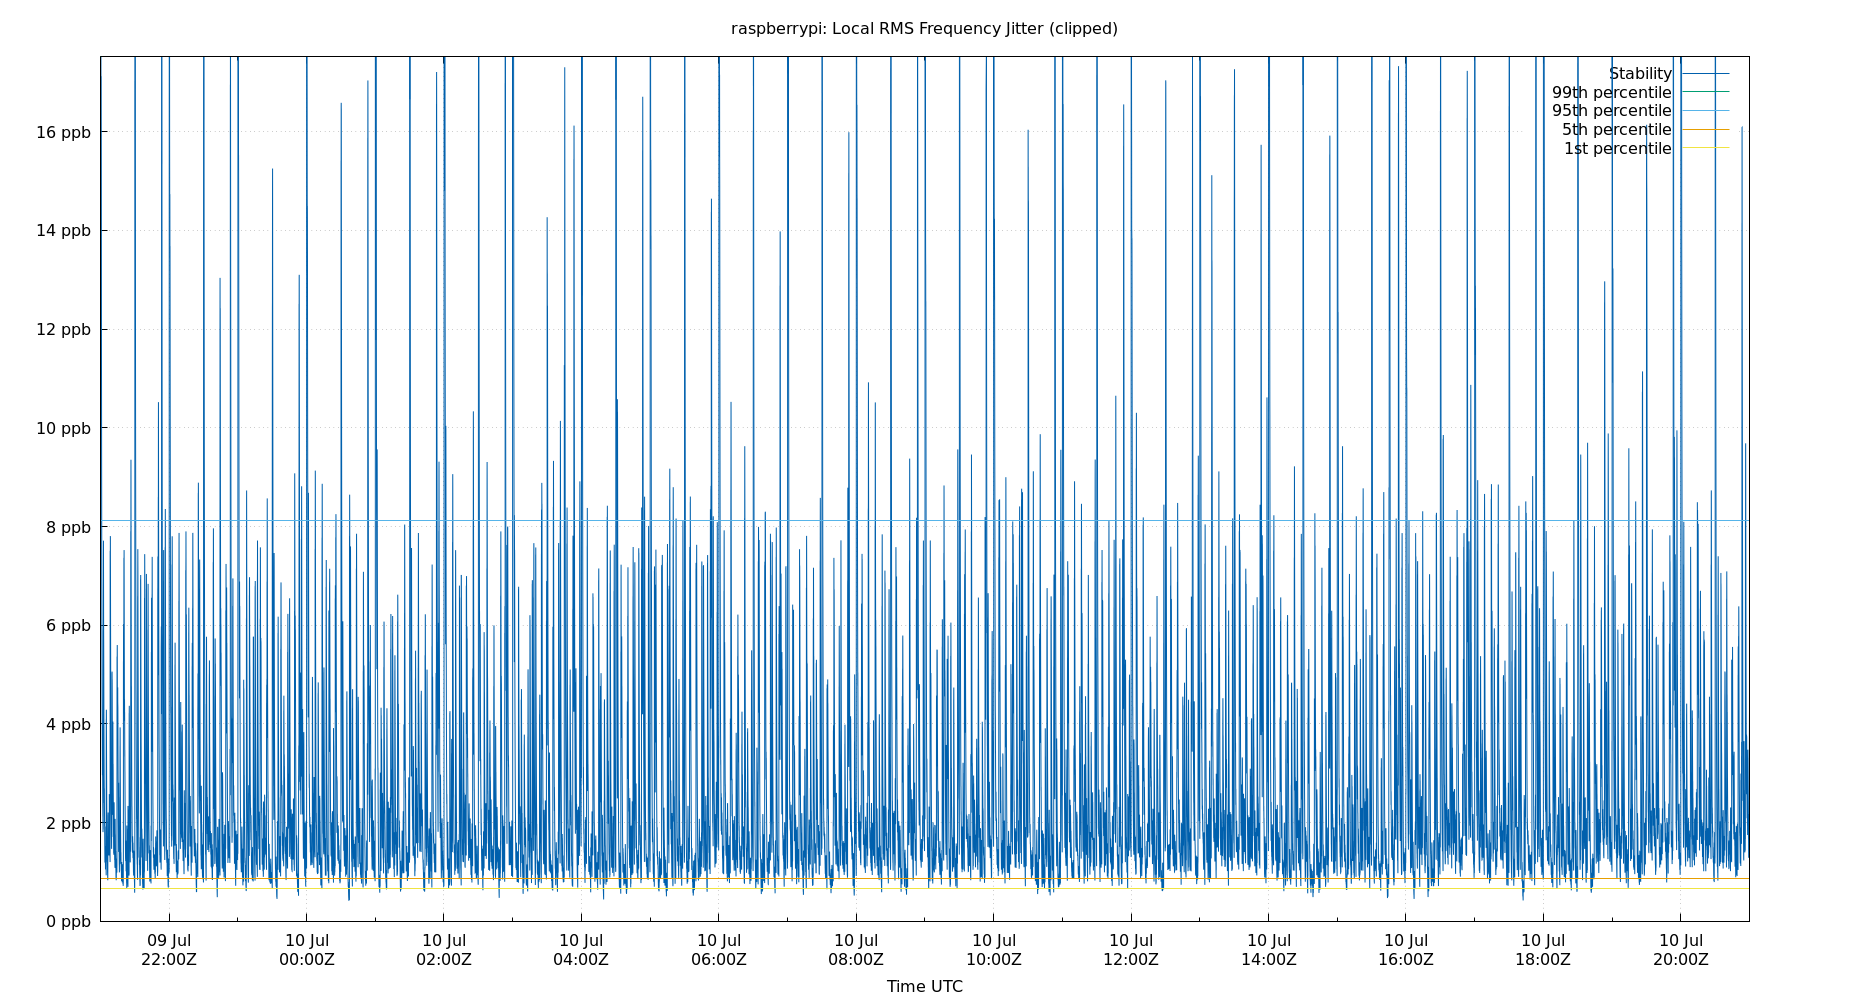 raspberrypi: Local RMS Frequency Jitter (clipped)
Stability
99th percentile
95th percentile
5th percentile
1st percentile
16 ppb
14 ppb
12 ppb
10 ppb
8 ppb
6 ppb
4 ppb
2 ppb
0 ppb
09 Jul 10 Jul 10 Jul 10 Jul 10 Jul 10 Jul 10 Jul 10 Jul 10 Jul 10 Jul 10 Jul 10 Jul
22:00Z 00:00Z 02:00Z 04:00Z 06:00Z 08:00Z 10:00Z 12:00Z 14:00Z 16:00Z 18:00Z 20:00Z
Time UTC